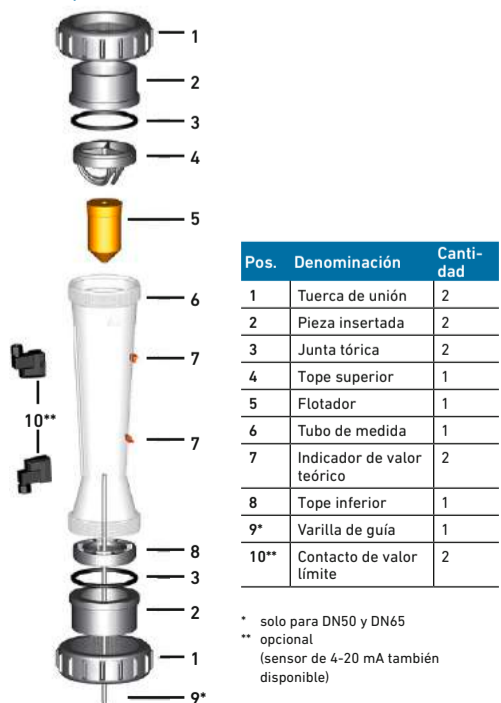 1
2
3
4
5
6
7
7
10**
8
3
2
1
9*
Pos. Denominación Canti-
dad
1 Tuerca de unión 2
2 Pieza insertada 2
3 Junta tórica 2
4 Tope superior 1
5 Flotador 1
6 Tubo de medida 1
7 Indicador de valor 2
teórico
8 Tope inferior 1
9* Varilla de guía 1
10** Contacto de valor 2
límite
* solo para DN50 y DN65
** opcional
(sensor de 4-20 mA también
disponible)